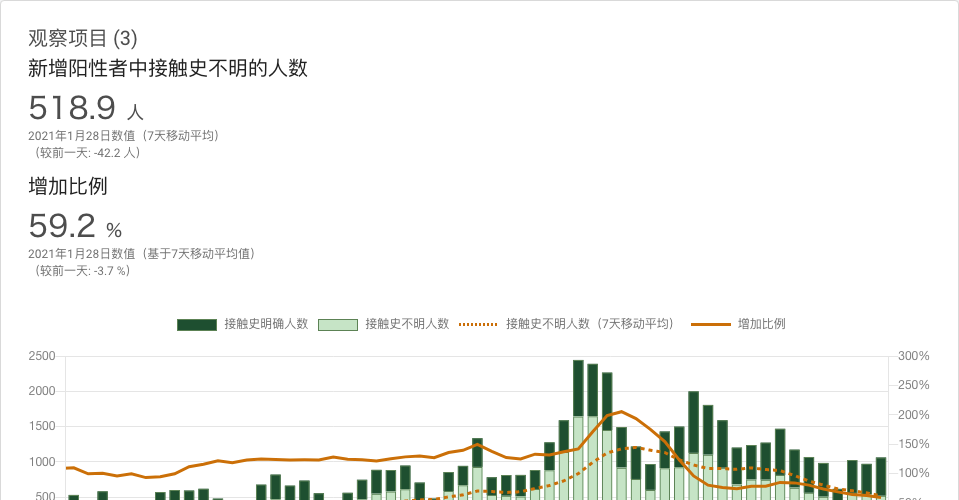 观察项目 (3)
新增阳性者中接触史不明的人数
518.9 人
2021年1月28日数值（7天移动平均）
（较前一天: -42.2 人）
增加比例
59.2 %
2021年1月28日数值（基于7天移动平均值）
（较前一天: -3.7 %）
接触史明确人数 接触史不明人数 接触史不明人数（7天移动平均） 增加比例
2500 300%
250%
2000
200%
1500
150%
1000
100%
500
50%